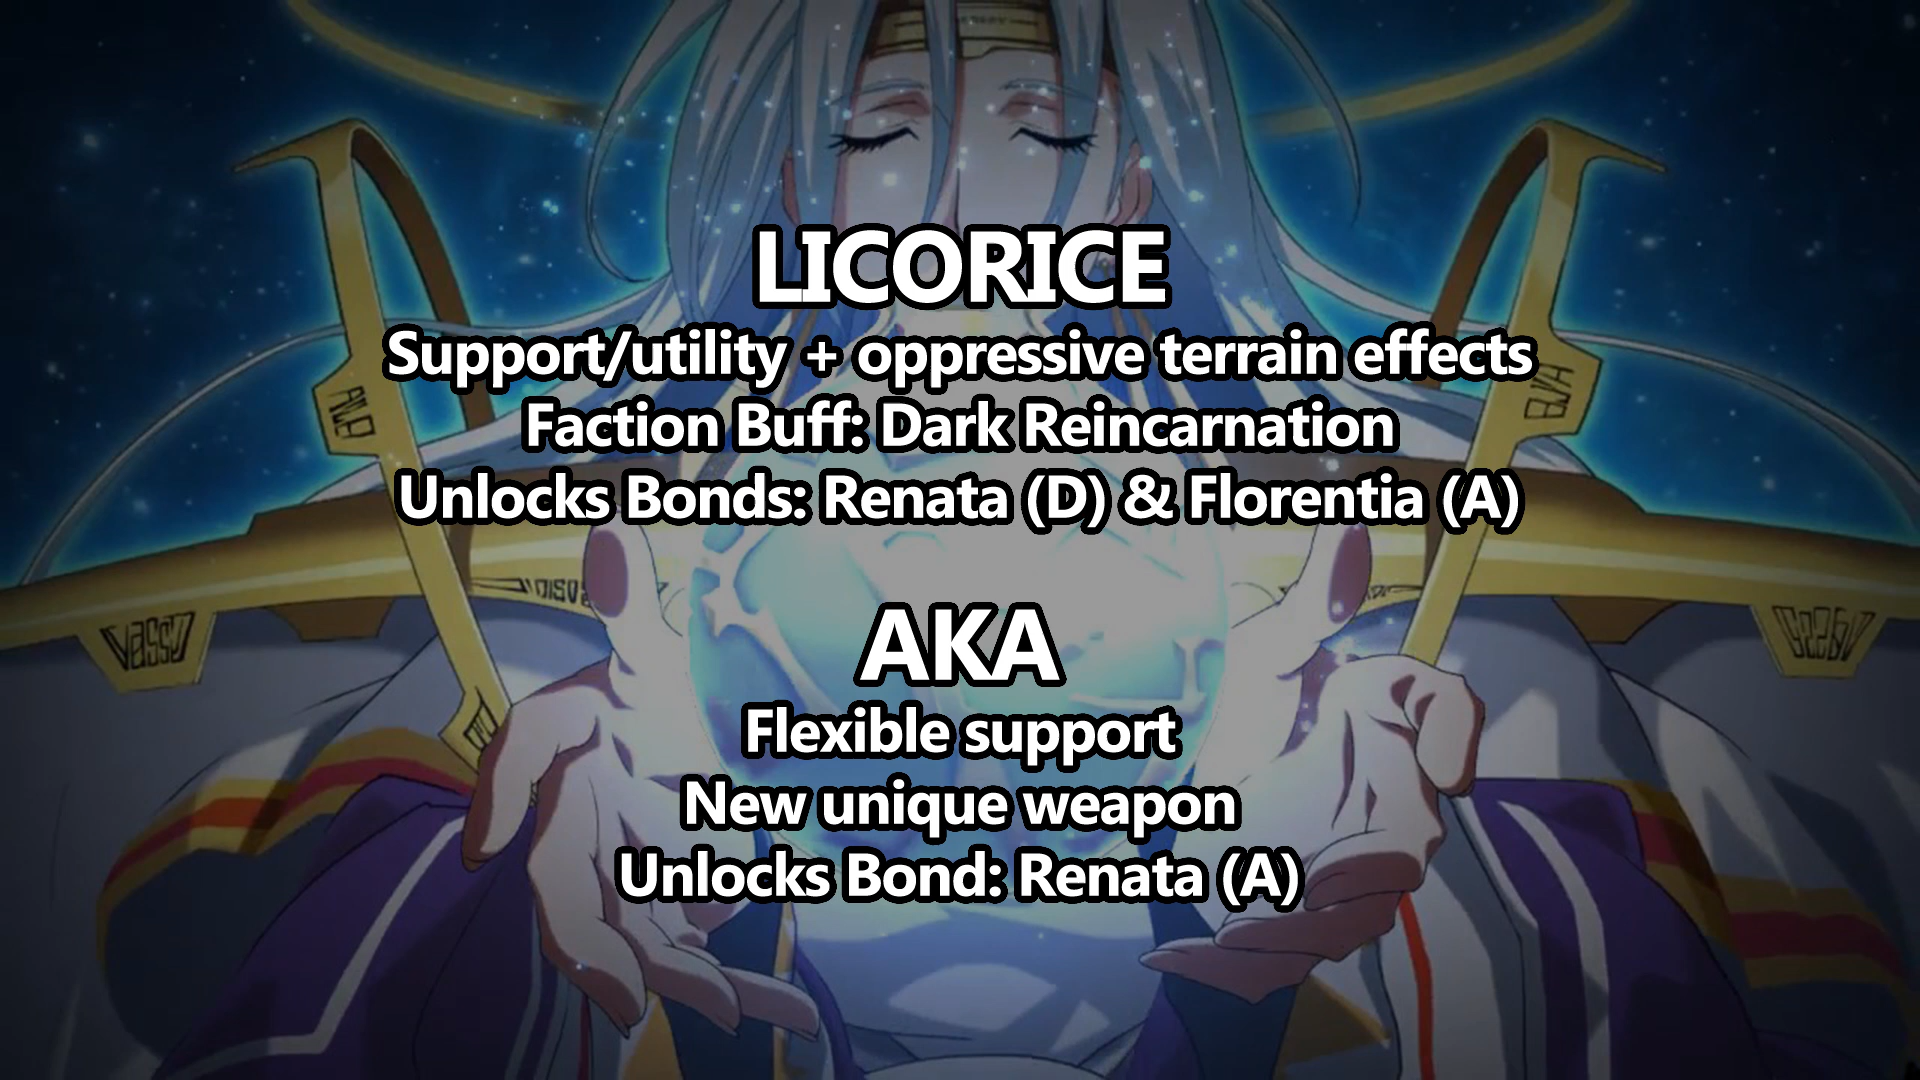 LICORICE
Support/utility + oppressive terrain effects
Faction Buff: Dark Reincarnation
Unlocks Bonds: Renata (D) & Florentia (A)
AKA
Flexible support
New unique weapon
Unlocks Bond: Renata (A)